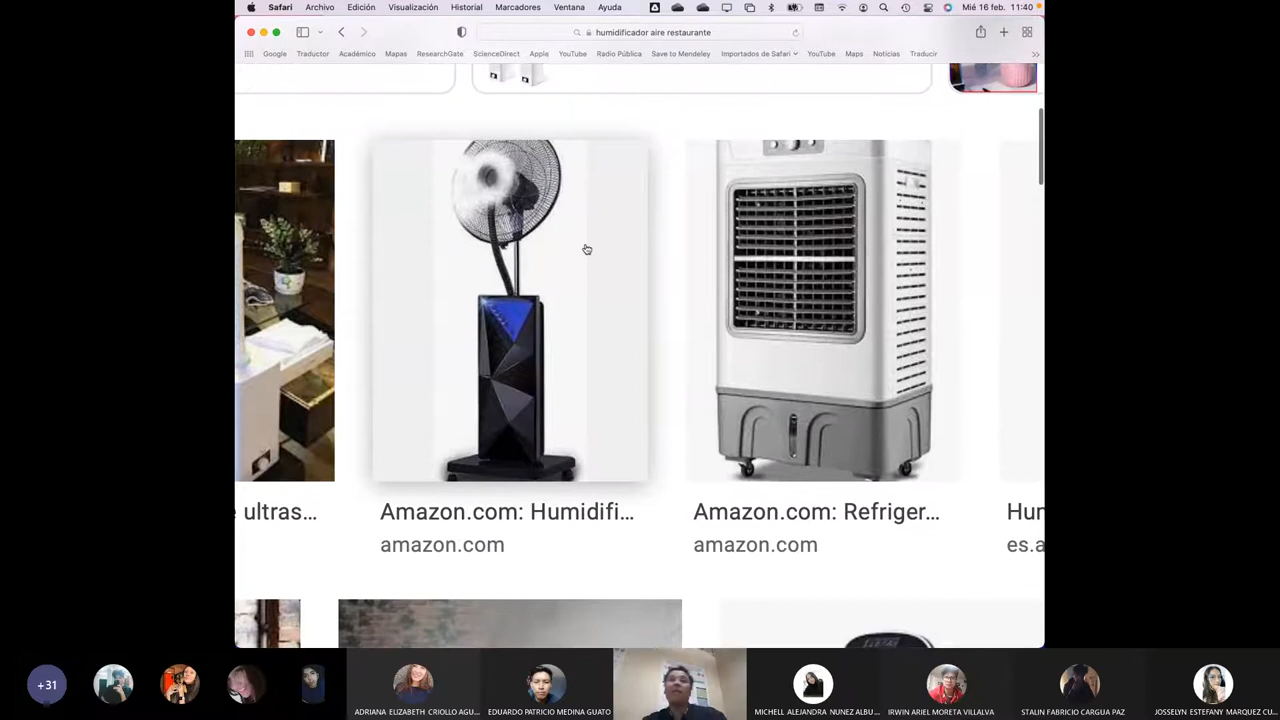 Safari Archivo Edición Visualización Historial Marcadores Ventana Ayuda Mié 16 feb. 11:40
humidificador aire restaurante
Google Traductor Académico Mapas ResearchGate ScienceDirect Apple YouTube Radio Pública Save to Mendeley Importados de Safari YouTube Maps Noticias Traducir
e ultras... Amazon.com: Humidifi... Amazon.com: Refriger... Hun
amazon.com amazon.com es.a
+31
ADRIANA ELIZABETH CRIOLLO AGU... EDUARDO PATRICIO MEDINA GUATO MICHELL ALEJANDRA NUNEZ ALBU... IRWIN ARIEL MORETA VILLALVA STALIN FABRICIO CARGUA PAZ JOSSELYN ESTEFANY MARQUEZ CU...